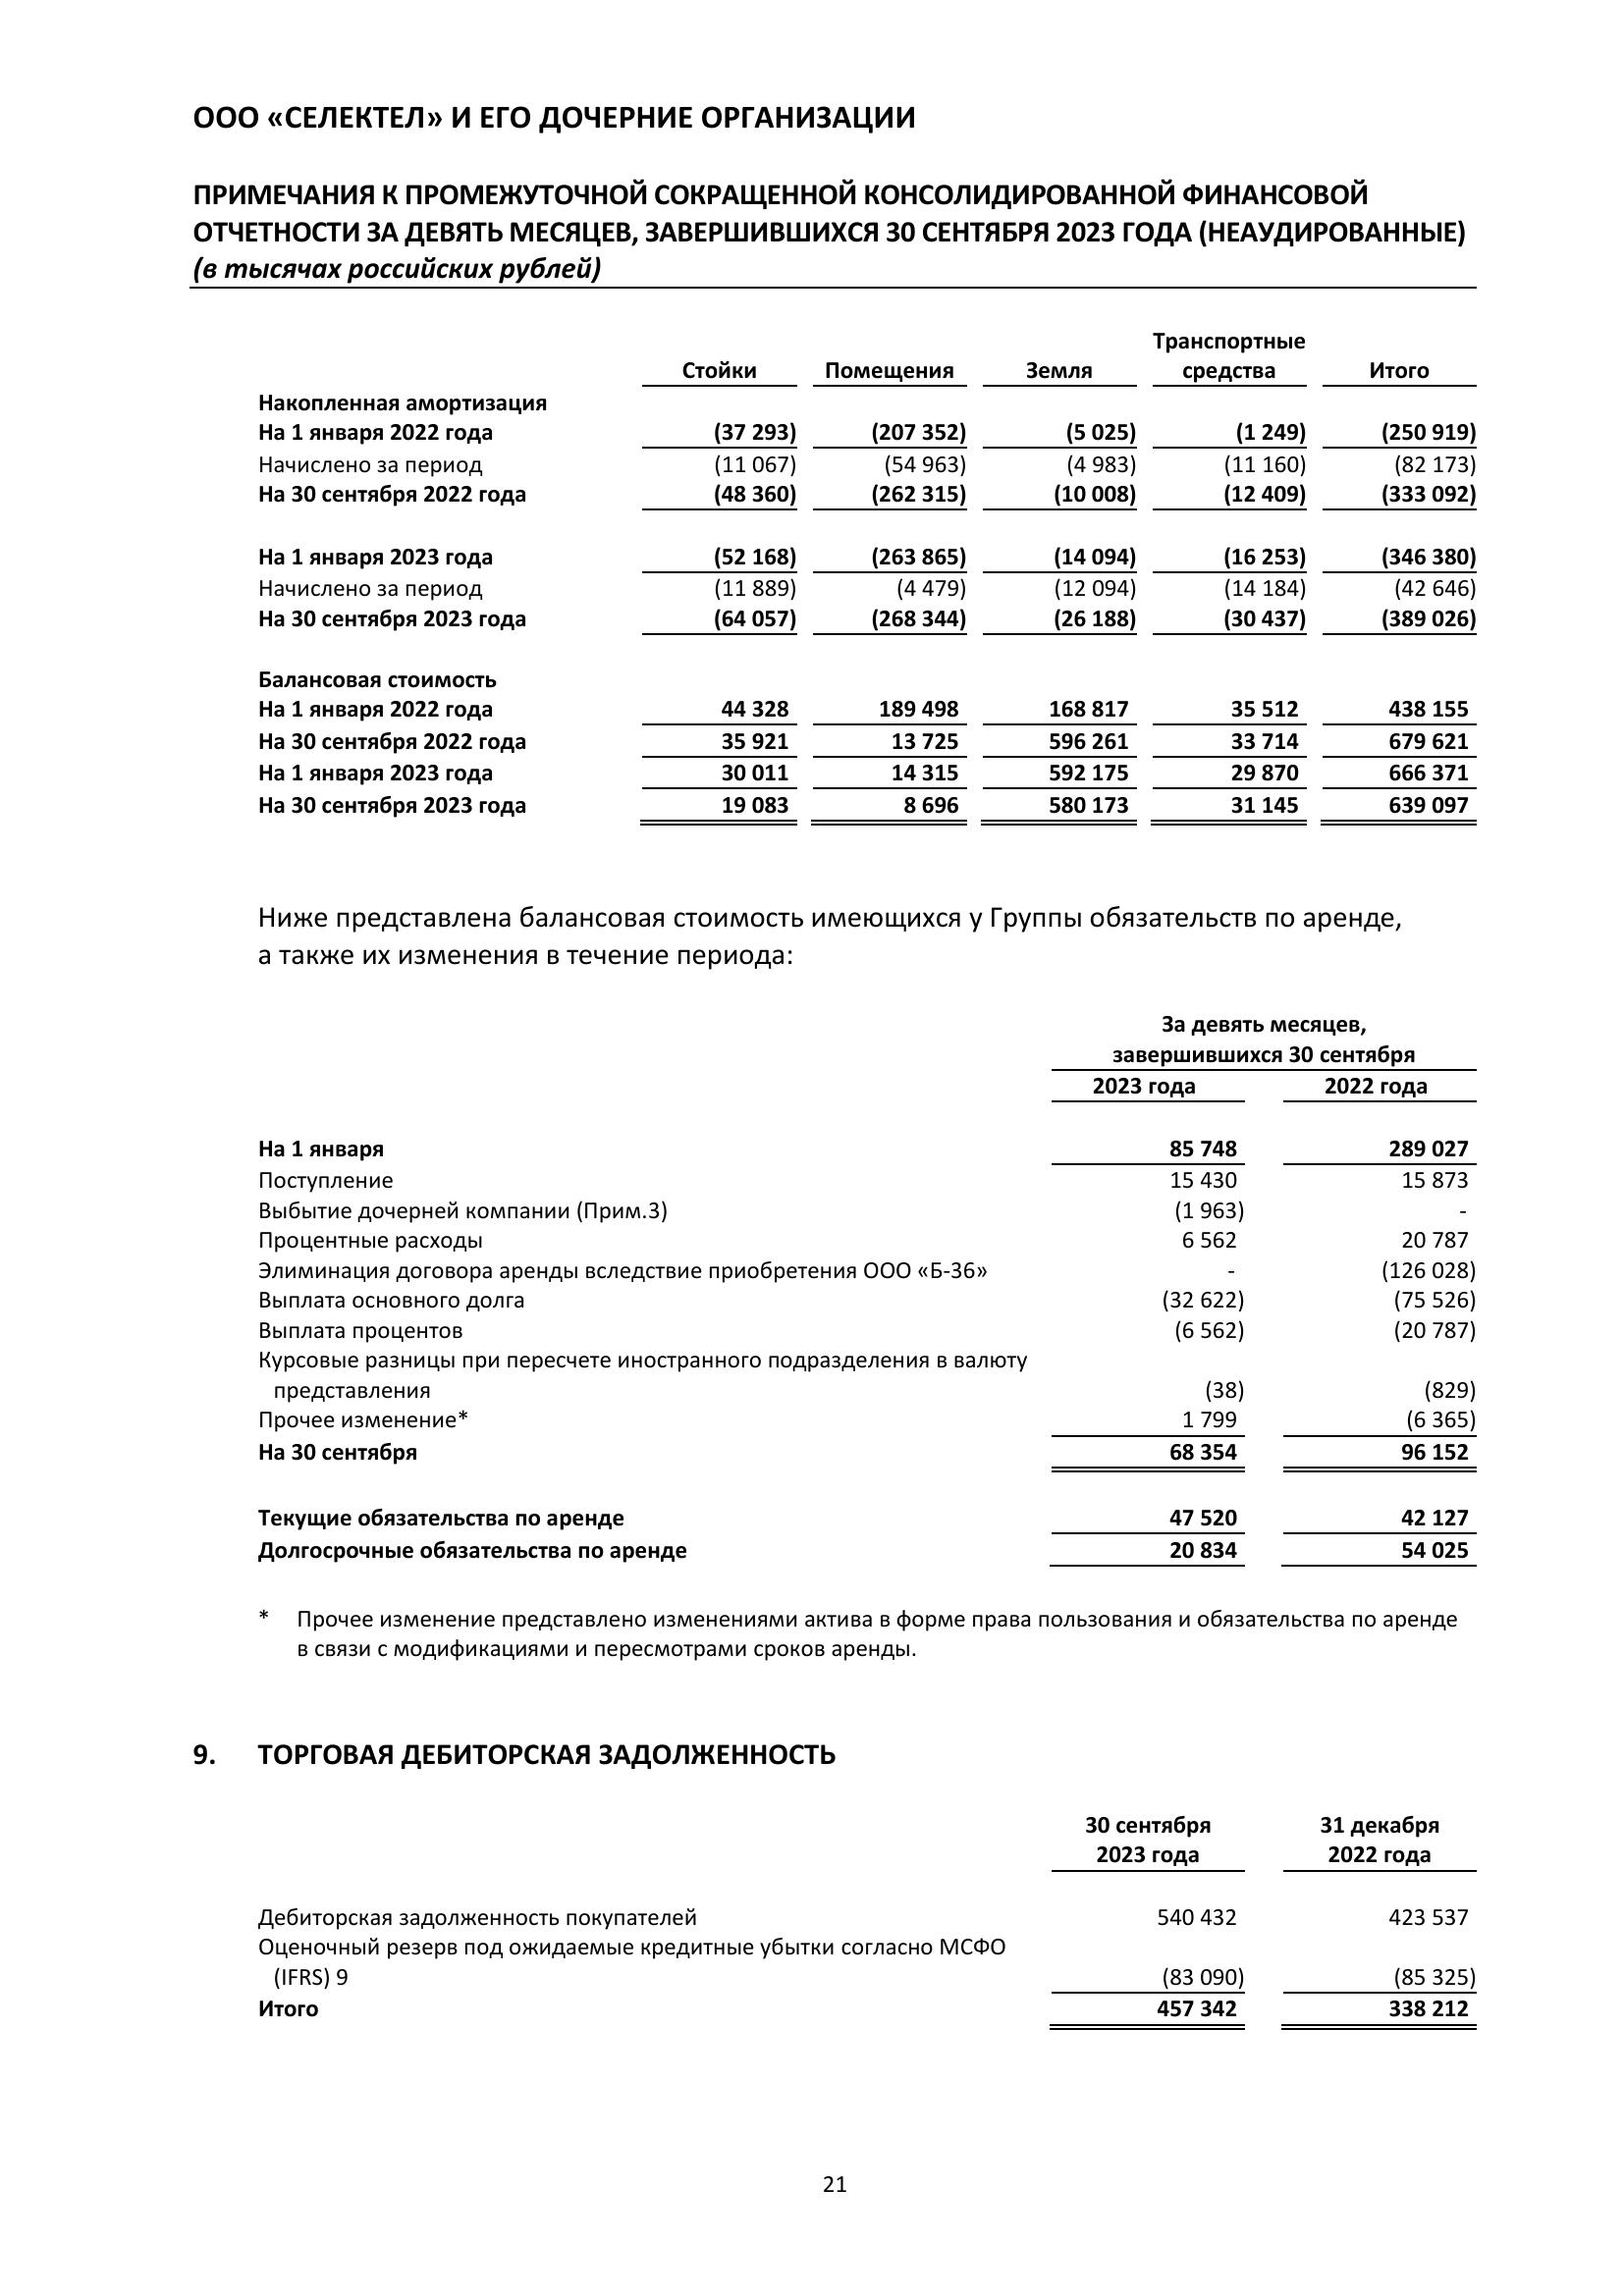 ООО «СЕЛЕКТЕЛ» И ЕГО ДОЧЕРНИЕ ОРГАНИЗАЦИИ
ПРИМЕЧАНИЯ К ПРОМЕЖУТОЧНОЙ СОКРАЩЕННОЙ КОНСОЛИДИРОВАННОЙ ФИНАНСОВОЙ
ОТЧЕТНОСТИ ЗА ДЕВЯТЬ МЕСЯЦЕВ, ЗАВЕРШИВШИХСЯ 30 СЕНТЯБРЯ 2023 ГОДА (НЕАУДИРОВАННЫЕ)
(в тысячах российских рублей)
Стойки Помещения Земля Транспортные средства Итого
Накопленная амортизация
На 1 января 2022 года (37 293) (207 352) (5 025) (1 249) (250 919)
Начислено за период (11 067) (54 963) (4 983) (11 160) (82 173)
На 30 сентября 2022 года (48 360) (262 315) (10 008) (12 409) (333 092)
На 1 января 2023 года (52 168) (263 865) (14 094) (16 253) (346 380)
Начислено за период (11 889) (4 479) (12 094) (14 184) (42 646)
На 30 сентября 2023 года (64 057) (268 344) (26 188) (30 437) (389 026)
Балансовая стоимость
На 1 января 2022 года 44 328 189 498 168 817 35 512 438 155
На 30 сентября 2022 года 35 921 13 725 596 261 33 714 679 621
На 1 января 2023 года 30 011 14 315 592 175 29 870 666 371
На 30 сентября 2023 года 19 083 8 696 580 173 31 145 639 097
Ниже представлена балансовая стоимость имеющихся у Группы обязательств по аренде,
а также их изменения в течение периода:
За девять месяцев,
завершившихся 30 сентября
2023 года 2022 года
На 1 января 85 748 289 027
Поступление 15 430 15 873
Выбытие дочерней компании (Прим.3) (1 963) -
Процентные расходы 6 562 20 787
Элиминация договора аренды вследствие приобретения ООО «Б-36» - (126 028)
Выплата основного долга (32 622) (75 526)
Выплата процентов (6 562) (20 787)
Курсовые разницы при пересчете иностранного подразделения в валюту
представления (38) (829)
Прочее изменение* 1 799 (6 365)
На 30 сентября 68 354 96 152
Текущие обязательства по аренде 47 520 42 127
Долгосрочные обязательства по аренде 20 834 54 025
* Прочее изменение представлено изменениями актива в форме права пользования и обязательства по аренде
в связи с модификациями и пересмотрами сроков аренды.
9. ТОРГОВАЯ ДЕБИТОРСКАЯ ЗАДОЛЖЕННОСТЬ
30 сентября 31 декабря
2023 года 2022 года
Дебиторская задолженность покупателей 540 432 423 537
Оценочный резерв под ожидаемые кредитные убытки согласно МСФО
(IFRS) 9 (83 090) (85 325)
Итого 457 342 338 212
21